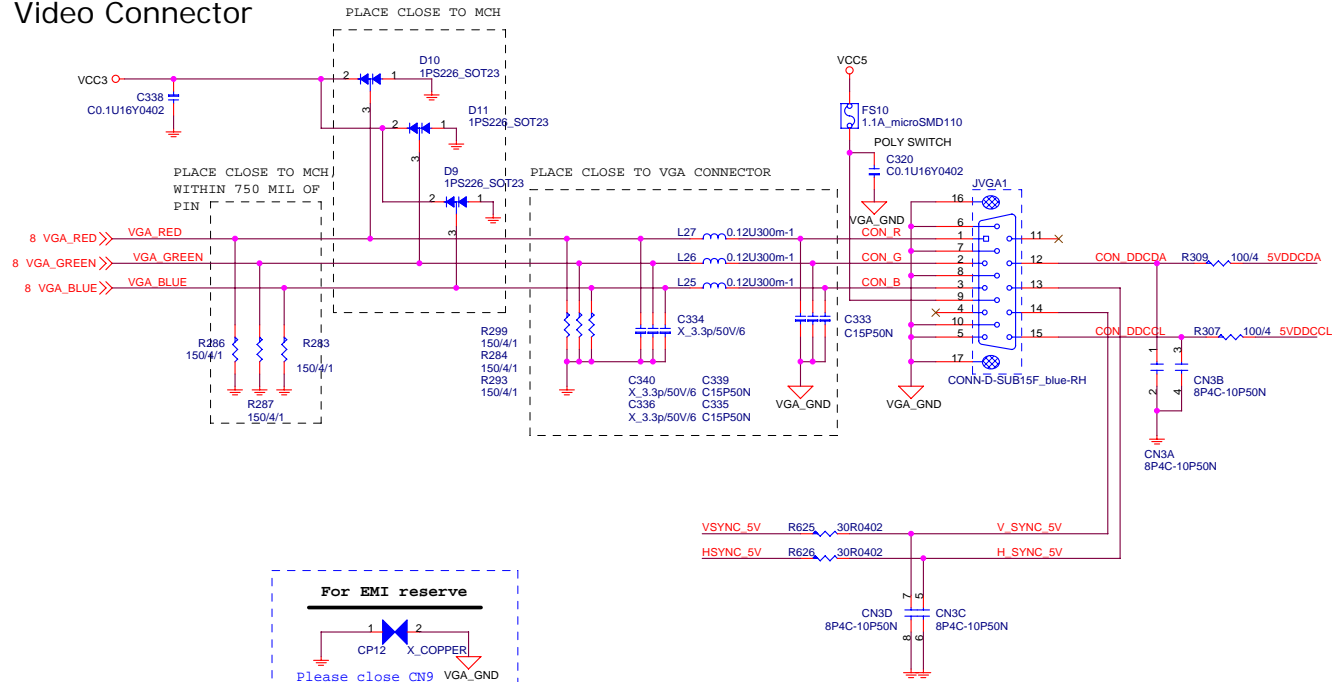 Video Connector
PLACE CLOSE TO MCH
VCC3
C338
C0.1U16Y0402
2
1
3
D10
1PS226_SOT23
D11
1PS226_SOT23
2
1
3
D9
1PS226_SOT23
2
1
3
PLACE CLOSE TO MCH
WITHIN 750 MIL OF
PIN
PLACE CLOSE TO VGA CONNECTOR
VCC5
FS10
1.1A_microSMD110
POLY SWITCH
C320
C0.1U16Y0402
VGA_GND
8 VGA_RED
VGA_RED
8 VGA_GREEN
VGA_GREEN
8 VGA_BLUE
VGA_BLUE
L27 0.12U300m-1
CON_R
L26 0.12U300m-1
CON_G
L25 0.12U300m-1
CON_B
JVGA1
16
6
1
7
2
8
3
9
4
10
5
17
11
12
13
14
15
CONN-D-SUB15F_blue-RH
CON_DDCDA
R309
100/4
5VDDCDA
CON_DDCCL
R307
100/4
5VDDCCL
R286
150/4/1
R283
150/4/1
R287
150/4/1
R299
150/4/1
R284
150/4/1
R293
150/4/1
C334
X_3.3p/50V/6
C333
C15P50N
C340
X_3.3p/50V/6
C336
X_3.3p/50V/6
C339
C15P50N
C335
C15P50N
VGA_GND
VGA_GND
1
3
2
4
CN3B
8P4C-10P50N
CN3A
8P4C-10P50N
VSYNC_5V
R625
30R0402
V_SYNC_5V
HSYNC_5V
R626
30R0402
H_SYNC_5V
7
5
8
6
CN3D
8P4C-10P50N
CN3C
8P4C-10P50N
For EMI reserve
1
2
CP12
X_COPPER
VGA_GND
Please close CN9